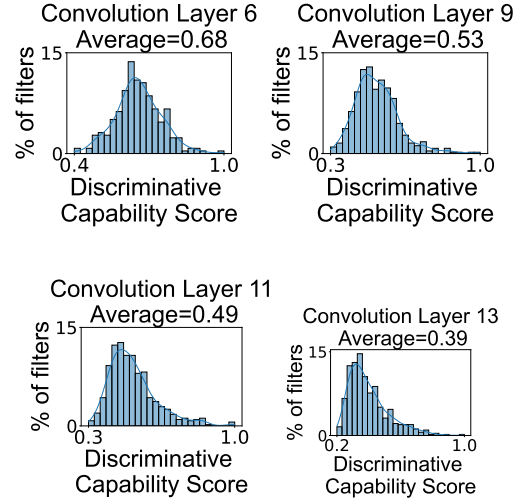 Convolution Layer 6
Average=0.68
% of filters
15
0
0.4
1.0
Discriminative
Capability Score
Convolution Layer 9
Average=0.53
% of filters
15
0
0.3
1.0
Discriminative
Capability Score
Convolution Layer 11
Average=0.49
% of filters
15
0
0.3
1.0
Discriminative
Capability Score
Convolution Layer 13
Average=0.39
% of filters
15
0
0.2
1.0
Discriminative
Capability Score